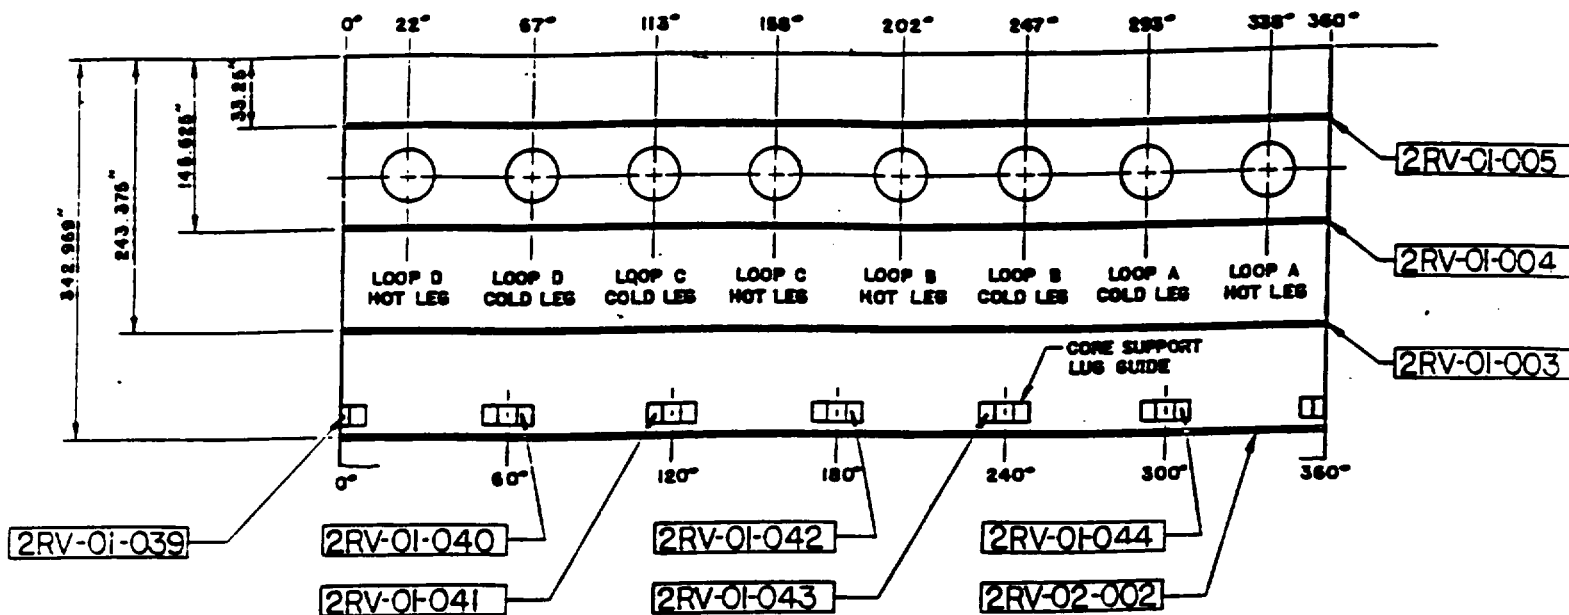 0° 22° 67° 113° 158° 202° 247° 293° 338° 360°
33.25"
148.625"
243.375"
342.969"
2RV-01-005
2RV-01-004
LOOP D LOOP D LOOP C LOOP C LOOP B LOOP B LOOP A LOOP A
HOT LEG COLD LEG COLD LEG HOT LEG HOT LEG COLD LEG COLD LEG HOT LEG
2RV-01-003
CORE SUPPORT
LUG GUIDE
0° 60° 120° 180° 240° 300° 360°
2RV-01-039 2RV-01-040 2RV-01-042 2RV-01-044
2RV-01-041 2RV-01-043 2RV-02-002